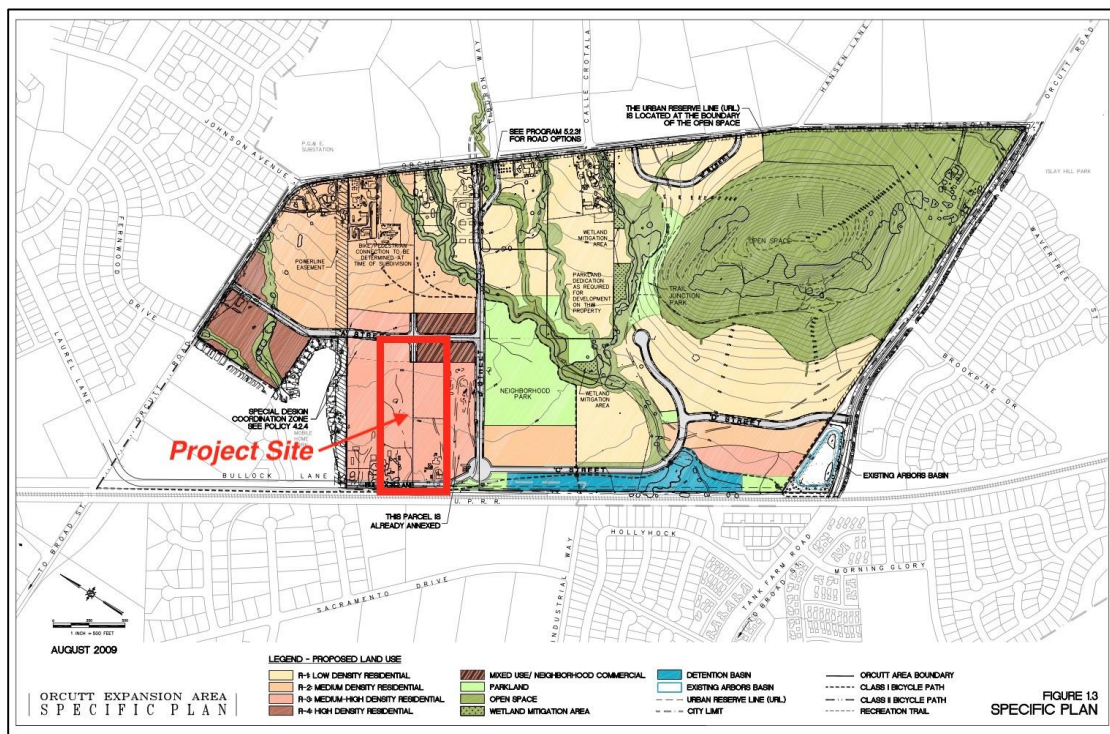 ORCUTT ROAD
HANSEN LANE
CALLE CROTALA
THE URBAN RESERVE LINE (URL)
IS LOCATED AT THE BOUNDARY
OF THE OPEN SPACE
SEE PROGRAM 5.2.3f
FOR ROAD OPTIONS
P.G.& E.
SUBSTATION
JOHNSON AVENUE
ISLAY HILL PARK
FERNWOOD
DRIVE
LAUREL LANE
WETLAND
MITIGATION
AREA
OPEN SPACE
BIKE/PEDESTRIAN
CONNECTION TO BE
DETERMINED AT
TIME OF SUBDIVISION
POWERLINE
EASEMENT
PARKLAND
DEDICATION
AS REQUIRED
FOR
DEVELOPMENT
ON THIS
PROPERTY
TRAIL
JUNCTION
PARK
WAVERTREE
ST.
STREET
NEIGHBORHOOD
PARK
WETLAND
MITIGATION
AREA
BROOKPINE DR
ORCUTT ROAD
SPECIAL DESIGN
COORDINATION ZONE
SEE POLICY 4.2.4
MOBILE
HOME
Project Site
STREET
BULLOCK LANE
"C" STREET
EXISTING ARBORS BASIN
U.P.R.R.
THIS PARCEL IS
ALREADY ANNEXED
TO BROAD ST.
HOLLYHOCK
INDUSTRIAL WAY
TANK FARM ROAD
TO BROAD ST.
MORNING GLORY
SACRAMENTO DRIVE
1 INCH = 500 FEET
AUGUST 2009
LEGEND - PROPOSED LAND USE
R-1: LOW DENSITY RESIDENTIAL
R-2: MEDIUM DENSITY RESIDENTIAL
R-3: MEDIUM-HIGH DENSITY RESIDENTIAL
R-4: HIGH DENSITY RESIDENTIAL
MIXED USE/ NEIGHBORHOOD COMMERCIAL
PARKLAND
OPEN SPACE
WETLAND MITIGATION AREA
DETENTION BASIN
EXISTING ARBORS BASIN
URBAN RESERVE LINE (URL)
CITY LIMIT
ORCUTT AREA BOUNDARY
CLASS I BICYCLE PATH
CLASS II BICYCLE PATH
RECREATION TRAIL
ORCUTT EXPANSION AREA
SPECIFIC PLAN
FIGURE 1.3
SPECIFIC PLAN